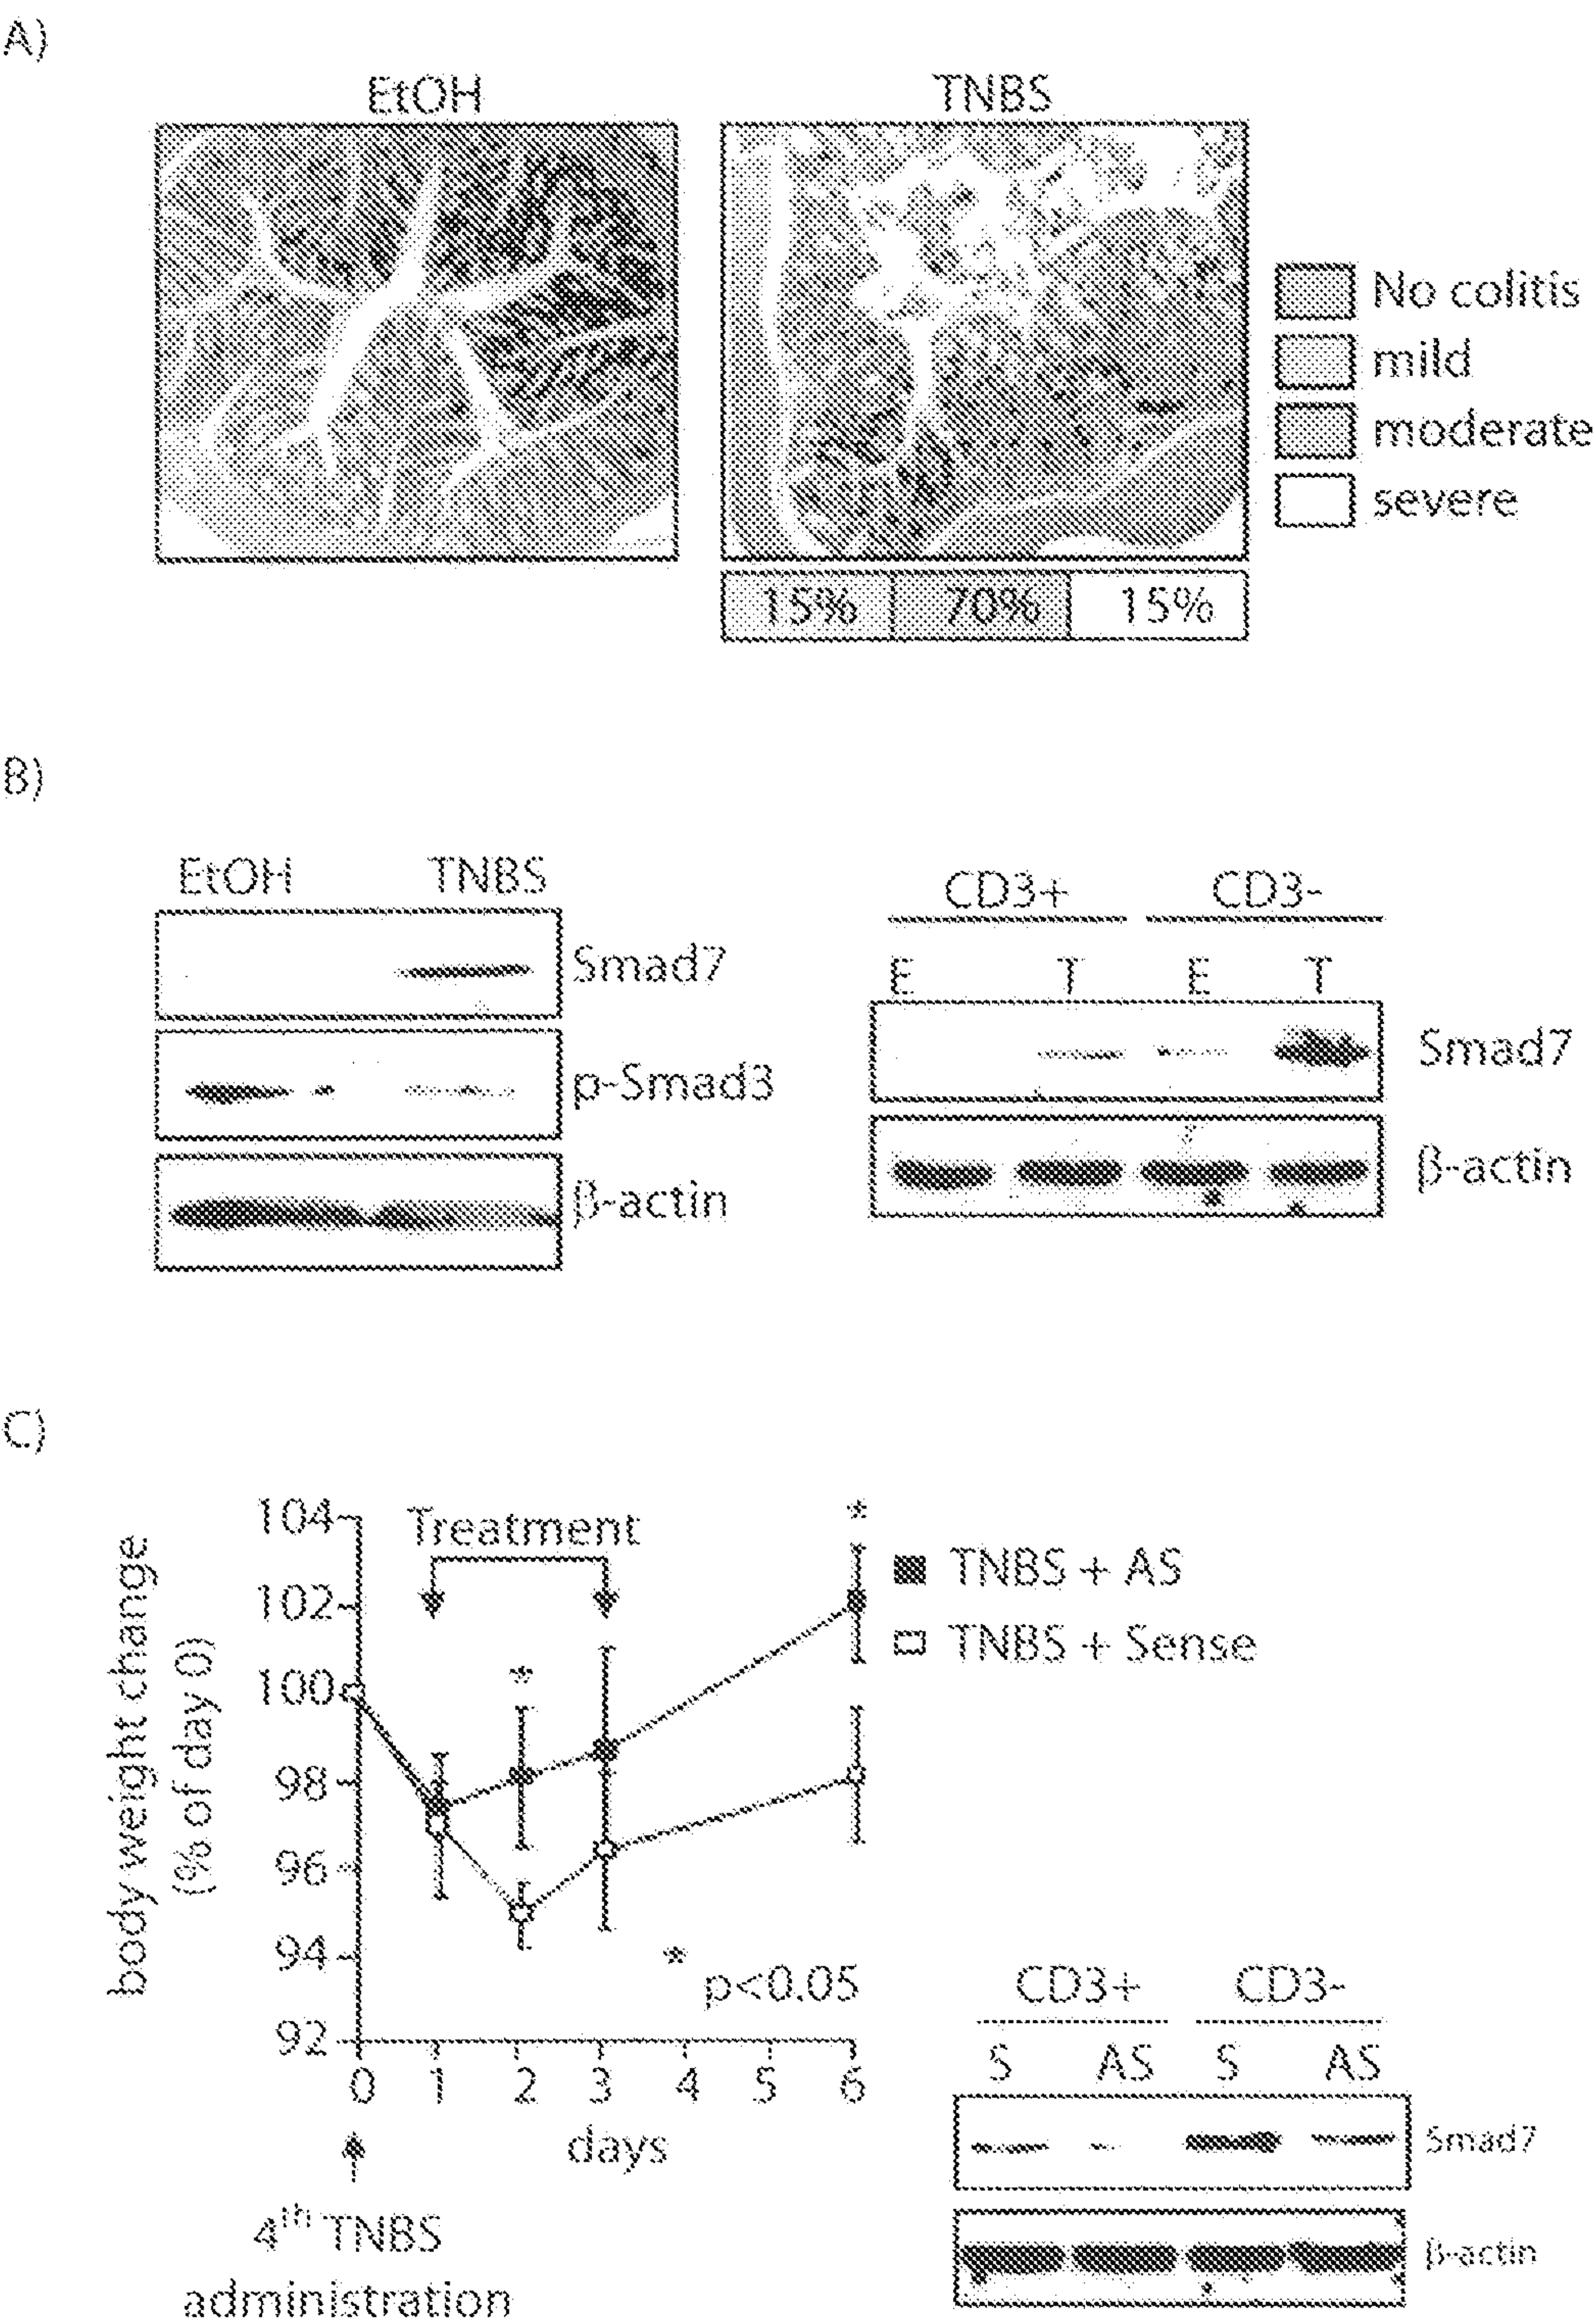 A)
EtOH
TNBS
No colitis
mild
moderate
severe
15% 70% 15%
B)
EtOH TNBS
Smad7
p-Smad3
β-actin
CD3+ CD3-
E T E T
Smad7
β-actin
C)
body weight change
(% of day 0)
104
102
100
98
96
94
92
Treatment
*
*
TNBS + AS
TNBS + Sense
* p<0.05
0 1 2 3 4 5 6
days
4th TNBS
administration
CD3+ CD3-
S AS S AS
Smad7
β-actin